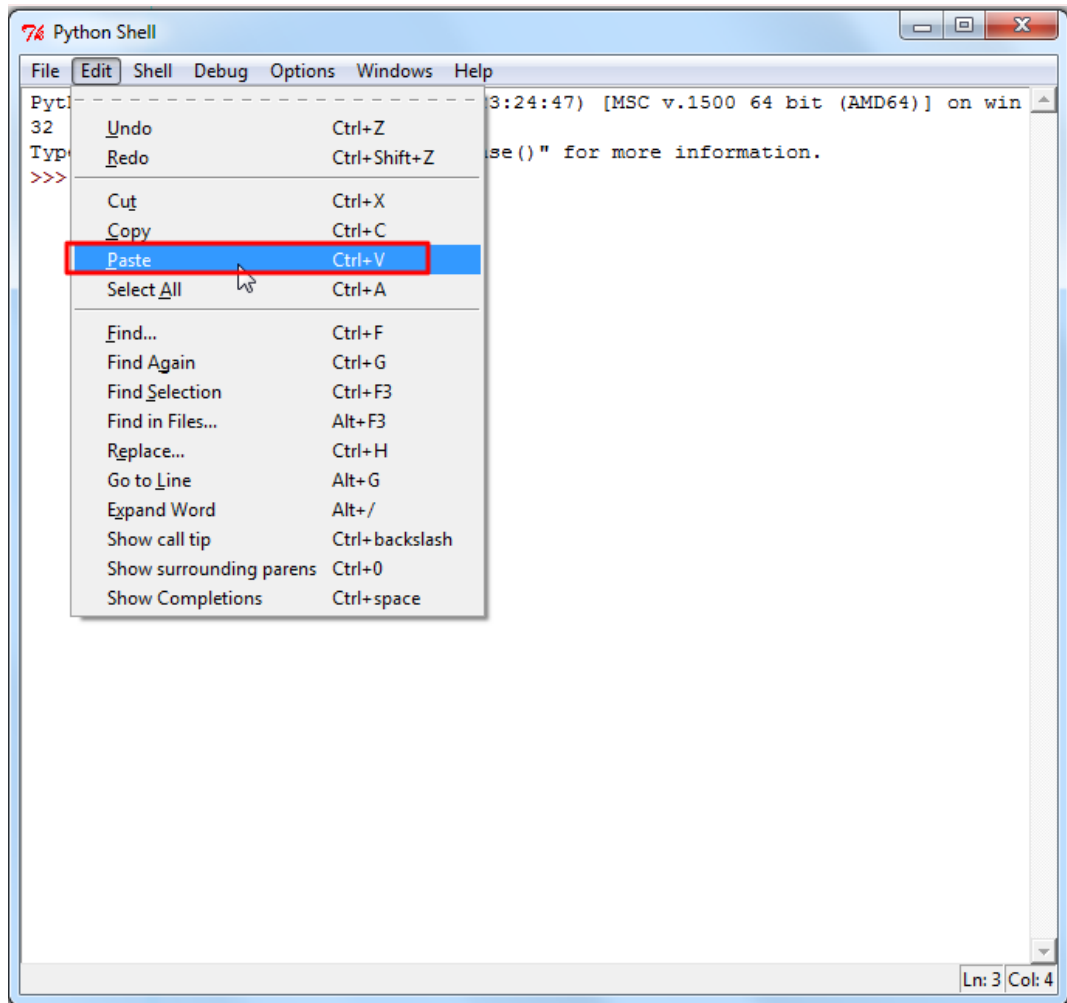 Python Shell
File Edit Shell Debug Options Windows Help
3:24:47) [MSC v.1500 64 bit (AMD64)] on win
32
Undo Ctrl+Z
se()" for more information.
Redo Ctrl+Shift+Z
>>>
Cut Ctrl+X
Copy Ctrl+C
Paste Ctrl+V
Select All Ctrl+A
Find... Ctrl+F
Find Again Ctrl+G
Find Selection Ctrl+F3
Find in Files... Alt+F3
Replace... Ctrl+H
Go to Line Alt+G
Expand Word Alt+/
Show call tip Ctrl+backslash
Show surrounding parens Ctrl+0
Show Completions Ctrl+space
Ln: 3 Col: 4